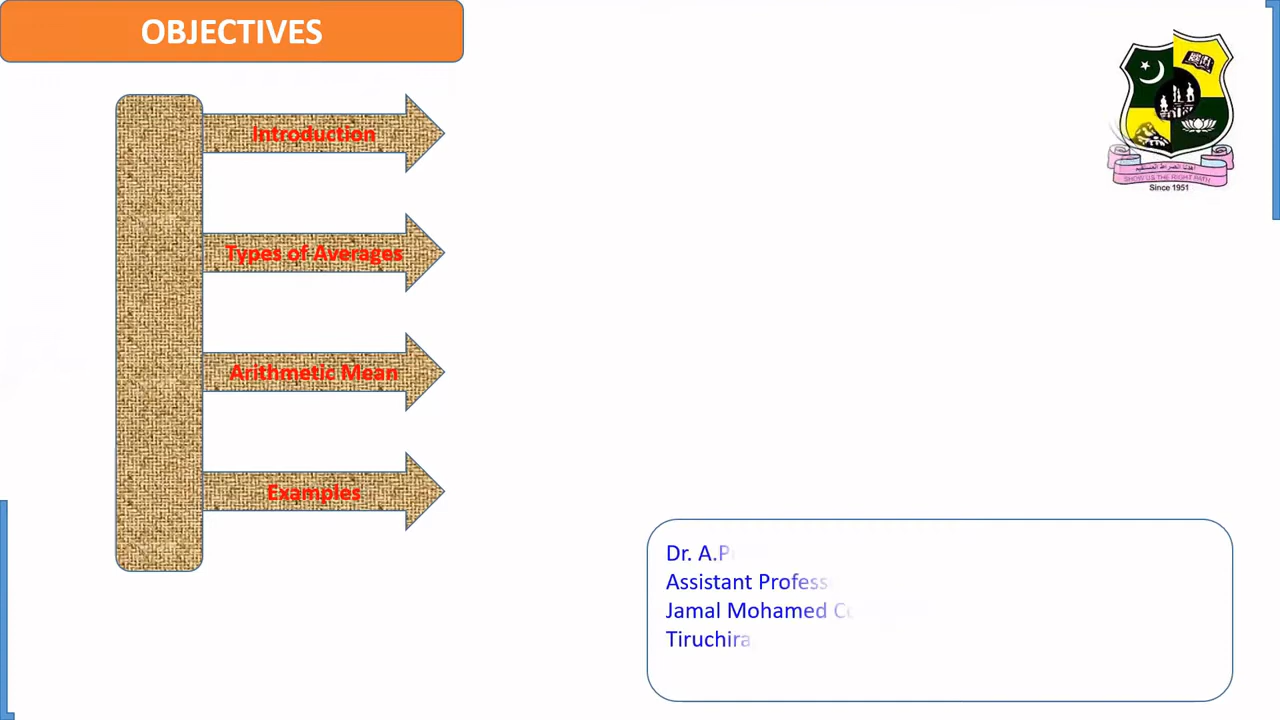 OBJECTIVES
Introduction
Types of Averages
Arithmetic Mean
Examples
SHOW US THE RIGHT PATH
Since 1951
Dr. A.P
Assistant Profess
Jamal Mohamed Co
Tiruchira